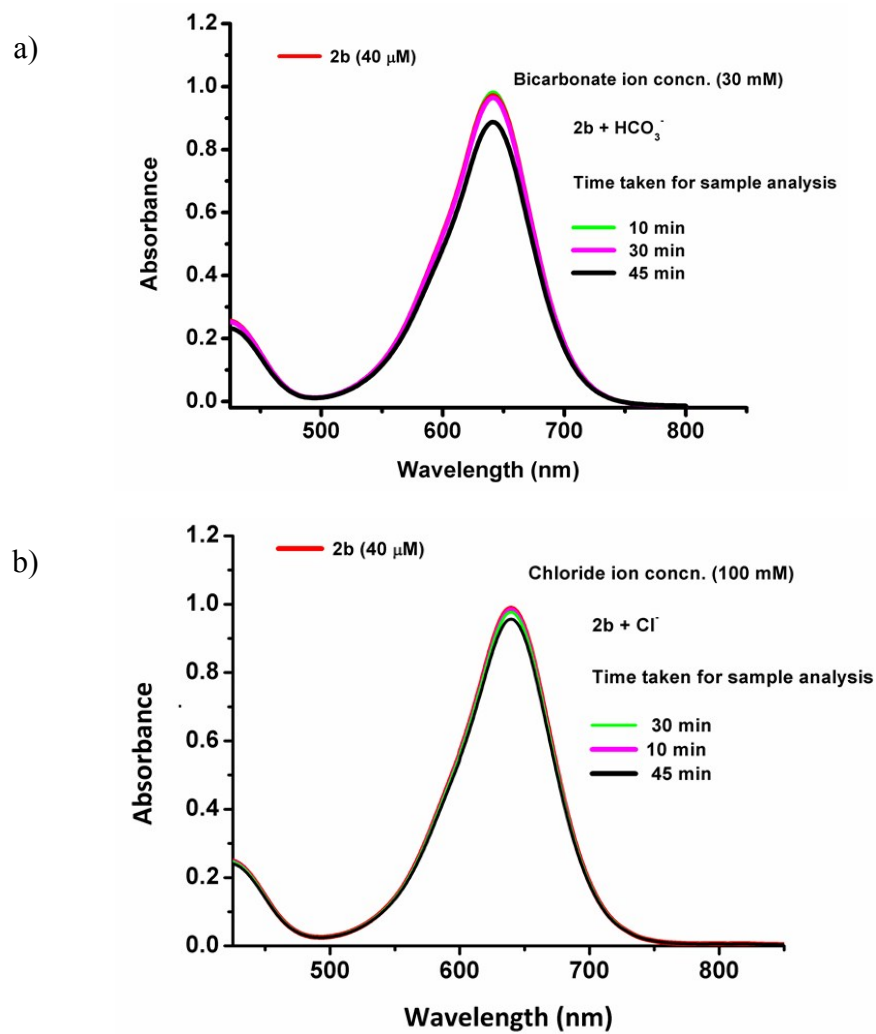 a)
2b (40 μM)
Bicarbonate ion concn. (30 mM)
2b + HCO₃⁻
Time taken for sample analysis
10 min
30 min
45 min
1.2
1.0
0.8
0.6
0.4
0.2
0.0
Absorbance
500 600 700 800
Wavelength (nm)
b)
2b (40 μM)
Chloride ion concn. (100 mM)
2b + Cl⁻
Time taken for sample analysis
30 min
10 min
45 min
1.2
1.0
0.8
0.6
0.4
0.2
0.0
Absorbance
500 600 700 800
Wavelength (nm)